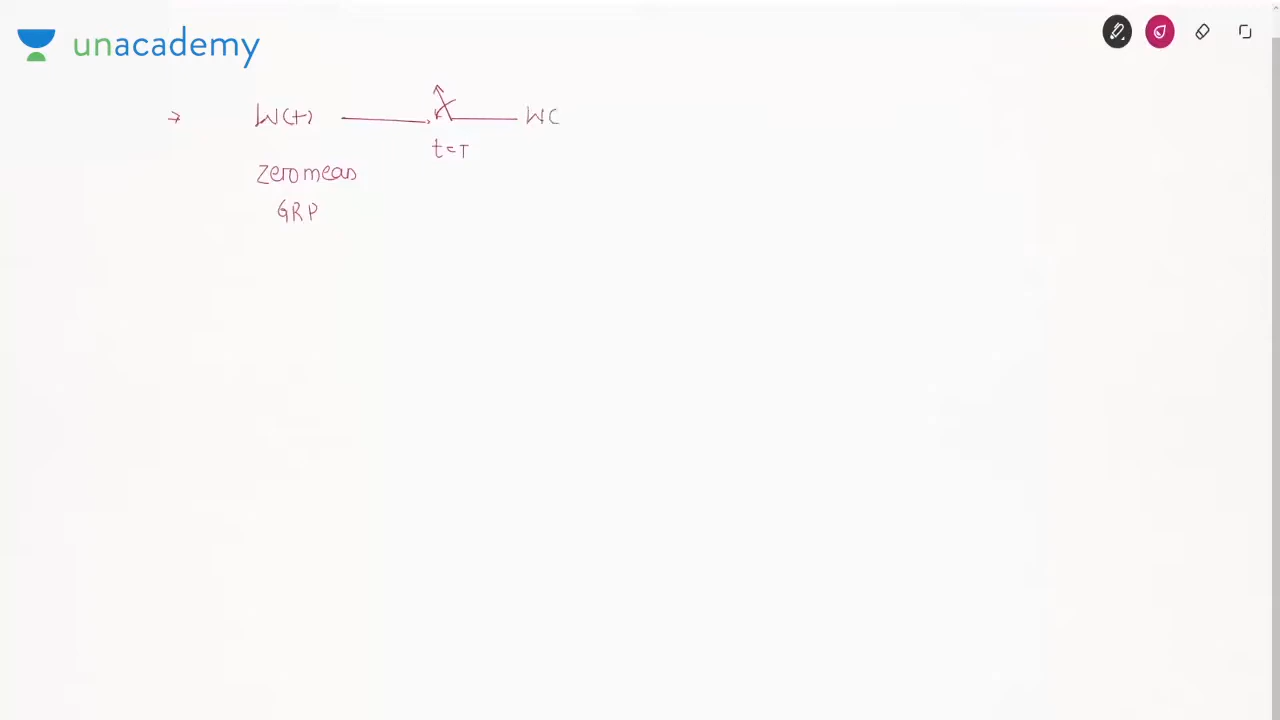 unacademy
→ W(t) WC
t=T
zero mean
GRP